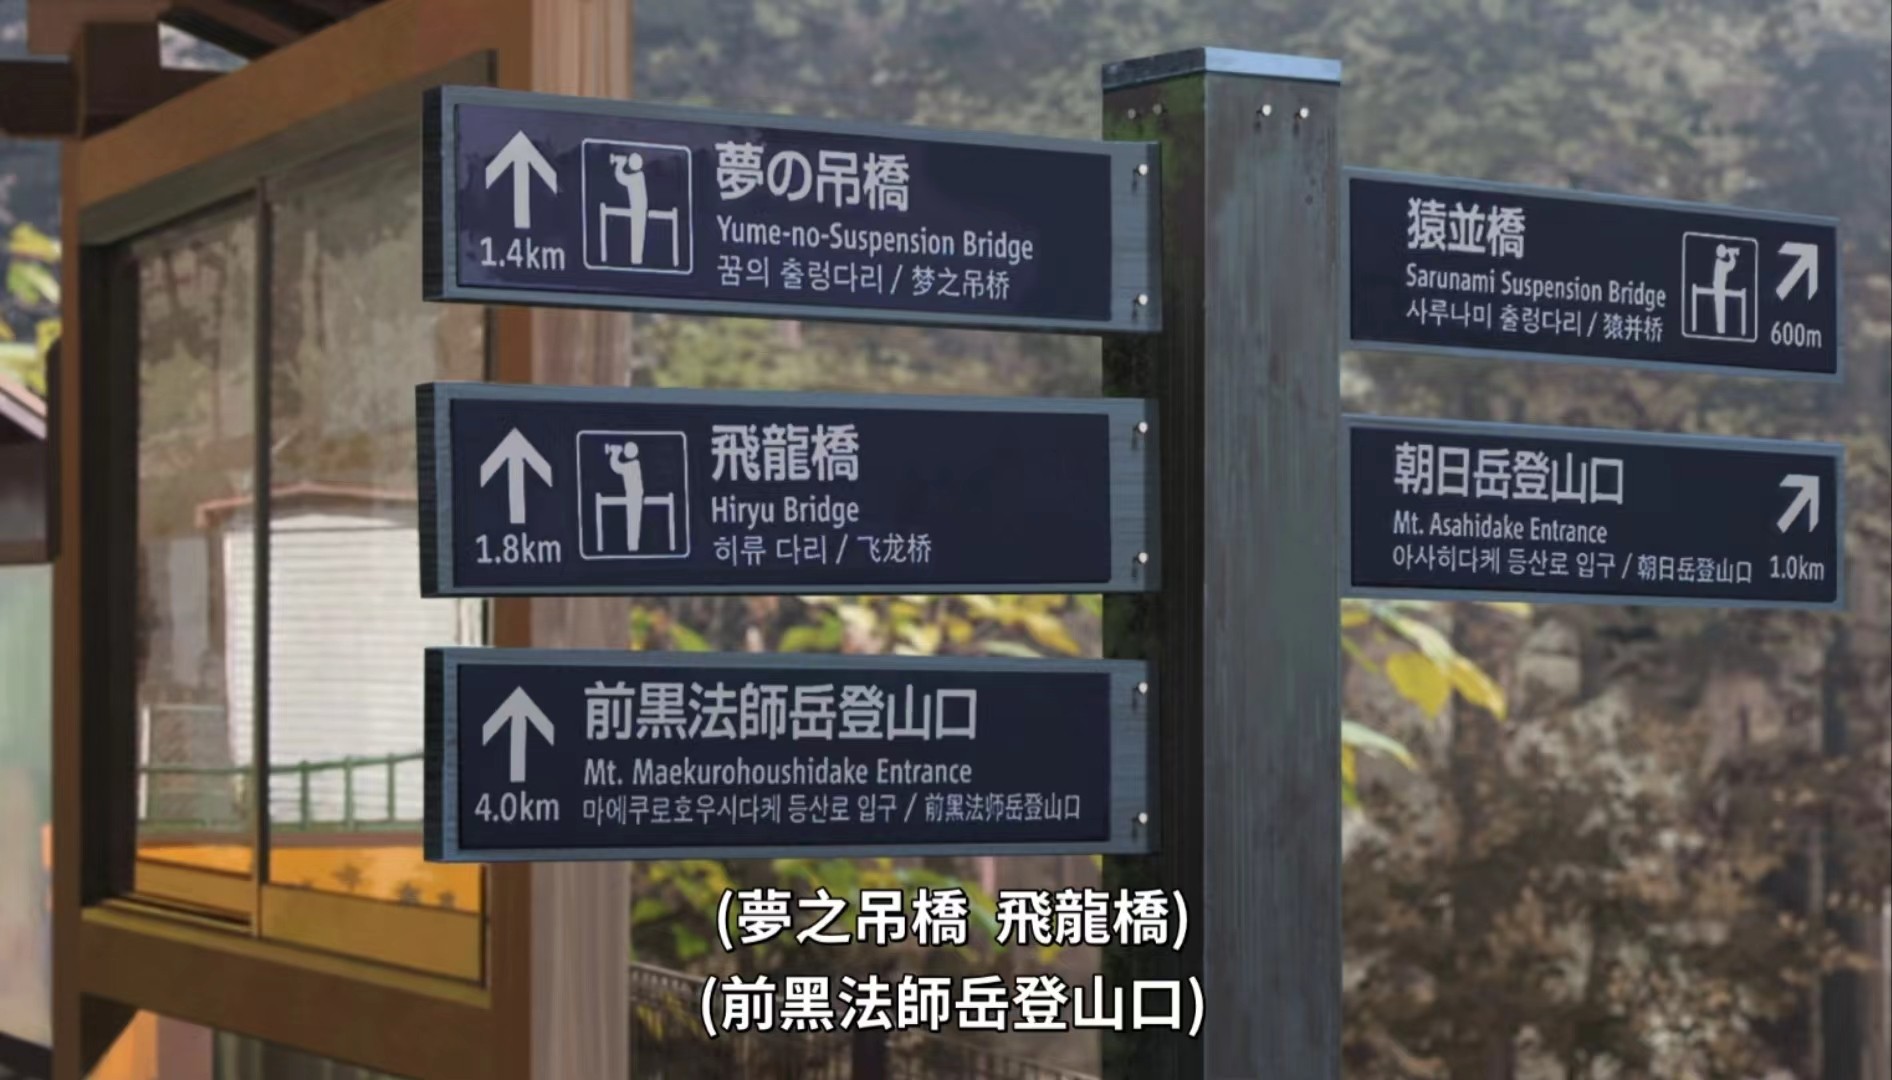 夢の吊橋
Yume-no-Suspension Bridge
꿈의 출렁다리 / 梦之吊桥
1.4km
飛龍橋
Hiryu Bridge
히류 다리 / 飞龙桥
1.8km
前黒法師岳登山口
Mt. Maekurohoushidake Entrance
마에쿠로호우시다케 등산로 입구 / 前黑法师岳登山口
4.0km
猿並橋
Sarunami Suspension Bridge
사루나미 출렁다리 / 猿并桥
600m
朝日岳登山口
Mt. Asahidake Entrance
아사히다케 등산로 입구 / 朝日岳登山口
1.0km
(夢之吊橋 飛龍橋)
(前黑法師岳登山口)